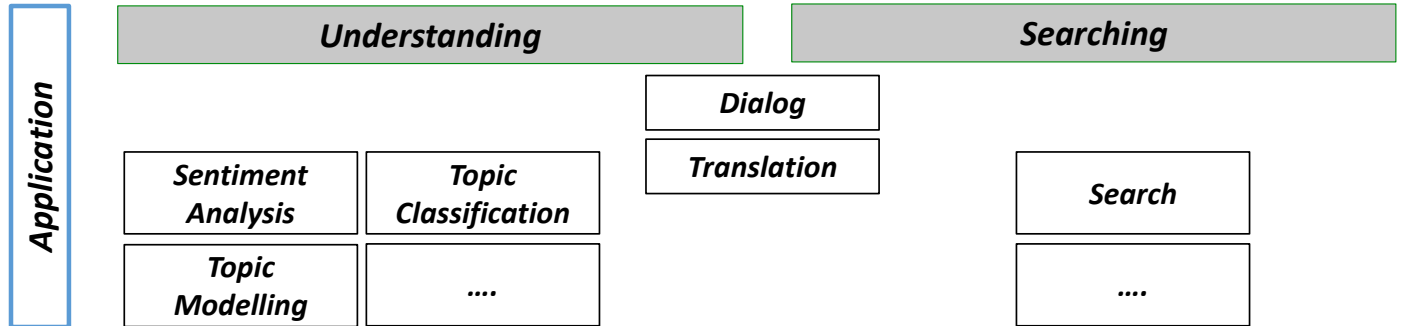 Application
Understanding
Searching
Dialog
Translation
Sentiment
Analysis
Topic
Classification
Search
Topic
Modelling
....
....